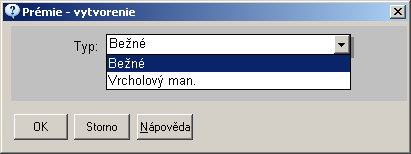 Prémie - vytvorenie
Typ: Bežné
Bežné
Vrcholový man.
OK Storno Nápověda